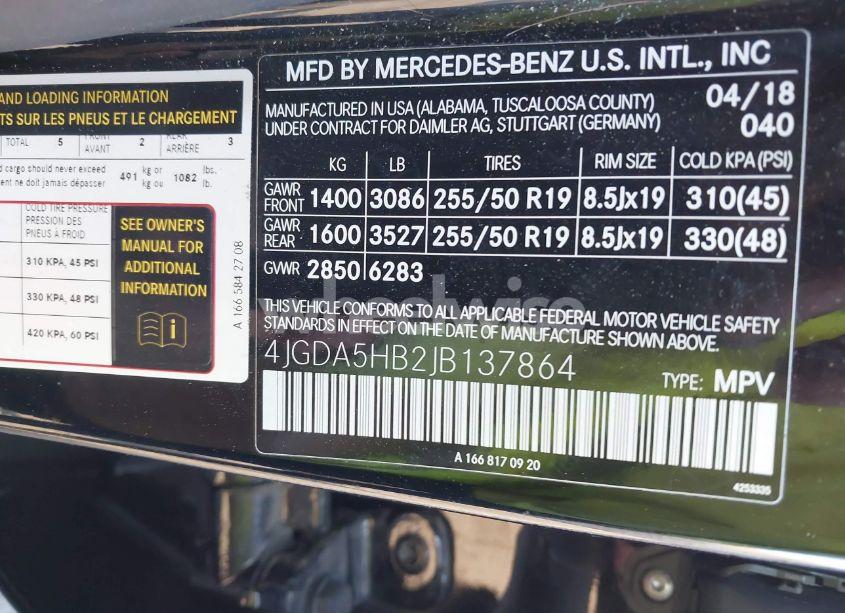 AND LOADING INFORMATION
TS SUR LES PNEUS ET LE CHARGEMENT
TOTAL 5 FRONT AVANT 2 REAR ARRIÈRE 3
d cargo should never exceed 491 kg or 1082 lbs.
ent ne doit jamais dépasser kg ou lb.
COLD TIRE PRESSURE
PRESSION DES
PNEUS À FROID
310 KPA, 45 PSI
330 KPA, 48 PSI
420 KPA, 60 PSI
SEE OWNER'S
MANUAL FOR
ADDITIONAL
INFORMATION
A 166 584 27 08
MFD BY MERCEDES-BENZ U.S. INTL., INC
MANUFACTURED IN USA (ALABAMA, TUSCALOOSA COUNTY) 04/18
UNDER CONTRACT FOR DAIMLER AG, STUTTGART (GERMANY) 040
KG LB TIRES RIM SIZE COLD KPA (PSI)
GAWR FRONT 1400 3086 255/50 R19 8.5Jx19 310(45)
GAWR REAR 1600 3527 255/50 R19 8.5Jx19 330(48)
GVWR 2850 6283
THIS VEHICLE CONFORMS TO ALL APPLICABLE FEDERAL MOTOR VEHICLE SAFETY
STANDARDS IN EFFECT ON THE DATE OF MANUFACTURE SHOWN ABOVE.
4JGDA5HB2JB137864 TYPE: MPV
A 166 817 09 20
4253335